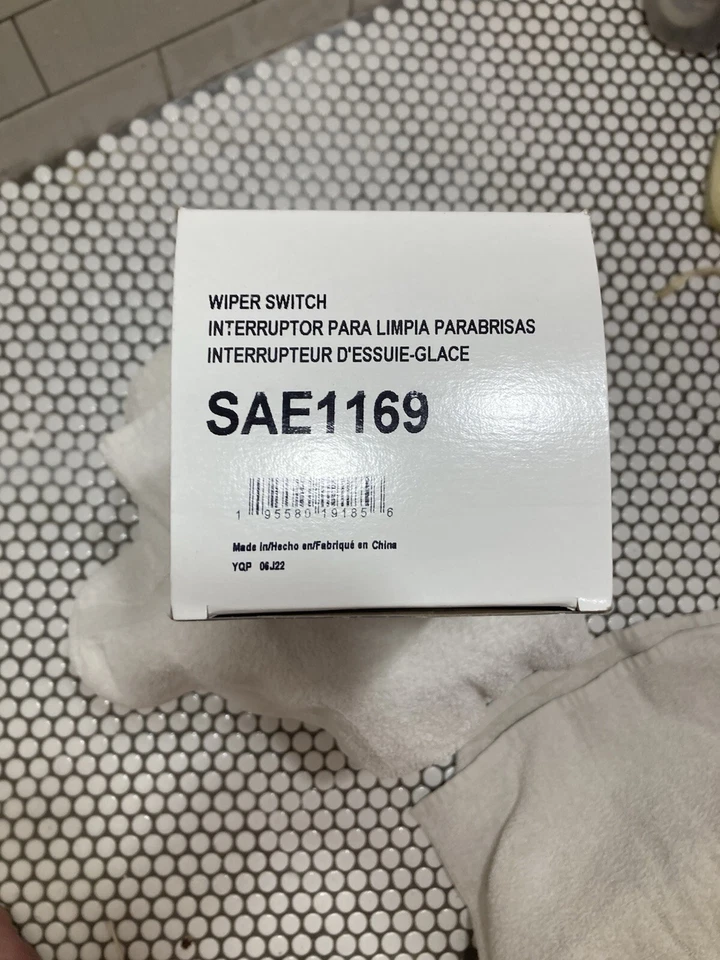 WIPER SWITCH
INTERRUPTOR PARA LIMPIA PARABRISAS
INTERRUPTEUR D'ESSUIE-GLACE
SAE1169
1 95580 19185 6
Made in/Hecho en/Fabriqué en China
YQP 06J22